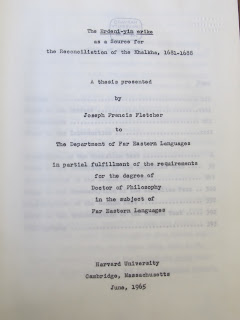 The Erdeni-yin erike
as a Source for
the Reconciliation of the Khalkha, 1681-1688
A thesis presented
by
Joseph Francis Fletcher
to
The Department of Far Eastern Languages
In partial fulfillment of the requirements
for the degree of
Doctor of Philosophy
in the subject of
Far Eastern Languages
Harvard University
Cambridge, Massachusetts
June, 1965